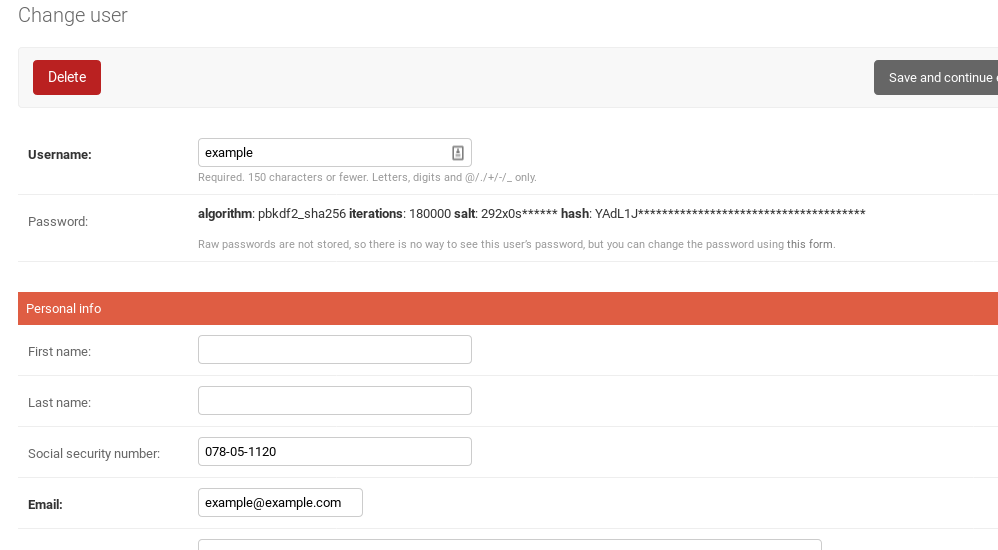 Change user
Delete
Save and continue
Username:
example
Required. 150 characters or fewer. Letters, digits and @/./+/-/_ only.
Password:
algorithm: pbkdf2_sha256 iterations: 180000 salt: 292x0s****** hash: YAdL1J**************************************
Raw passwords are not stored, so there is no way to see this user's password, but you can change the password using this form.
Personal info
First name:
Last name:
Social security number:
078-05-1120
Email:
example@example.com